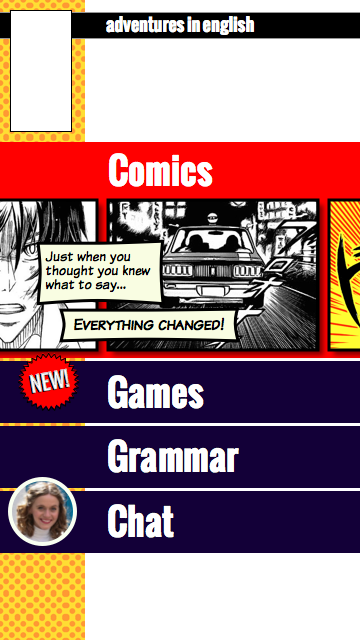 adventures in english
Comics
Just when you
thought you knew
what to say...
EVERYTHING CHANGED!
NEW!
Games
Grammar
Chat